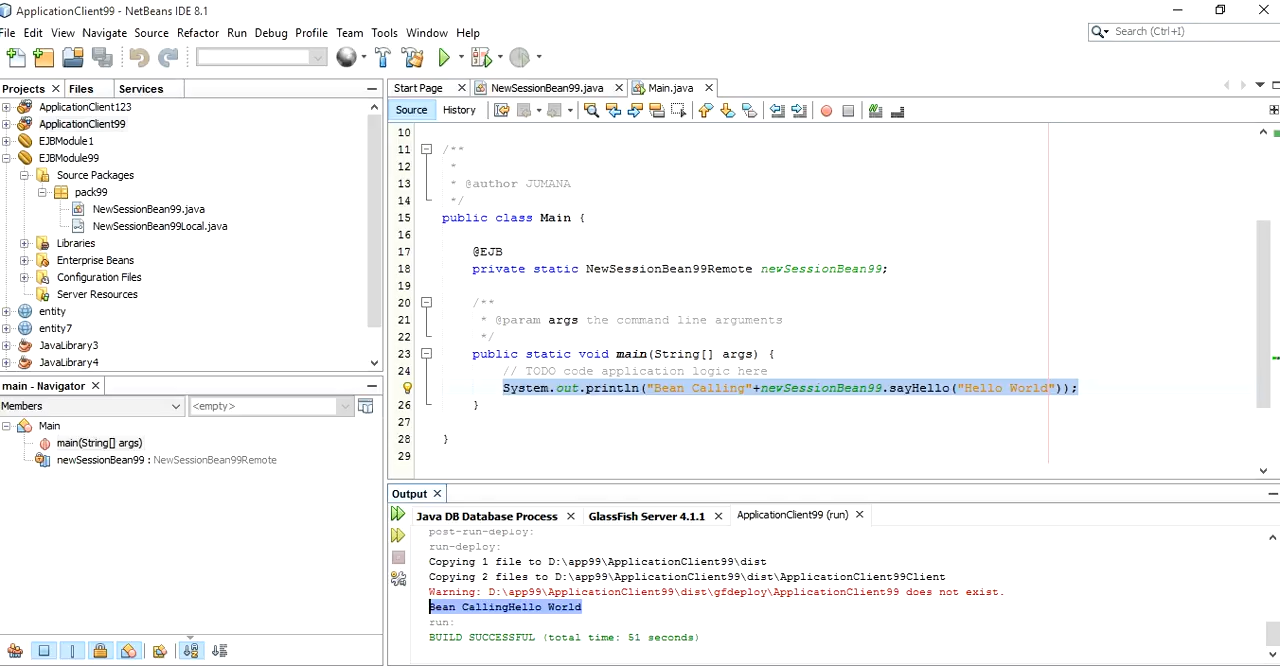 ApplicationClient99 - NetBeans IDE 8.1
File Edit View Navigate Source Refactor Run Debug Profile Team Tools Window Help
Search (Ctrl+I)
Projects Files Services
Start Page NewSessionBean99.java Main.java
Source History
ApplicationClient123
ApplicationClient99
EJBModule1
EJBModule99
Source Packages
pack99
NewSessionBean99.java
NewSessionBean99Local.java
Libraries
Enterprise Beans
Configuration Files
Server Resources
entity
entity7
JavaLibrary3
JavaLibrary4
main - Navigator
Members <empty>
Main
main(String[] args)
newSessionBean99 : NewSessionBean99Remote
10
11 /**
12 *
13 * @author JUMANA
14 */
15 public class Main {
16
17 @EJB
18 private static NewSessionBean99Remote newSessionBean99;
19
20 /**
21 * @param args the command line arguments
22 */
23 public static void main(String[] args) {
24 // TODO code application logic here
System.out.println("Bean Calling"+newSessionBean99.sayHello("Hello World"));
26 }
27
28 }
29
Output
Java DB Database Process GlassFish Server 4.1.1 ApplicationClient99 (run)
post-run-deploy:
run-deploy:
Copying 1 file to D:\app99\ApplicationClient99\dist
Copying 2 files to D:\app99\ApplicationClient99\dist\ApplicationClient99Client
Warning: D:\app99\ApplicationClient99\dist\gfdeploy\ApplicationClient99 does not exist.
Bean CallingHello World
run:
BUILD SUCCESSFUL (total time: 51 seconds)